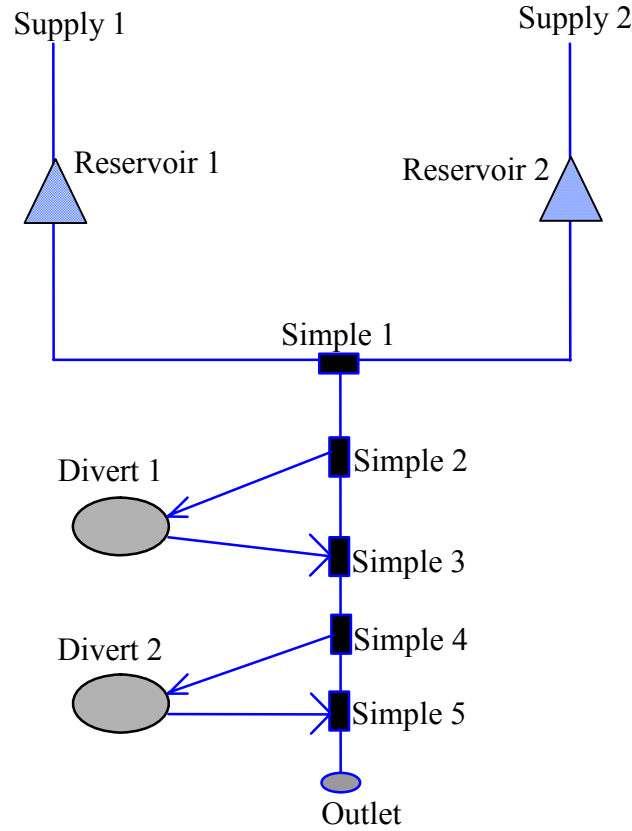 Supply 1
Supply 2
Reservoir 1
Reservoir 2
Simple 1
Simple 2
Divert 1
Simple 3
Simple 4
Divert 2
Simple 5
Outlet